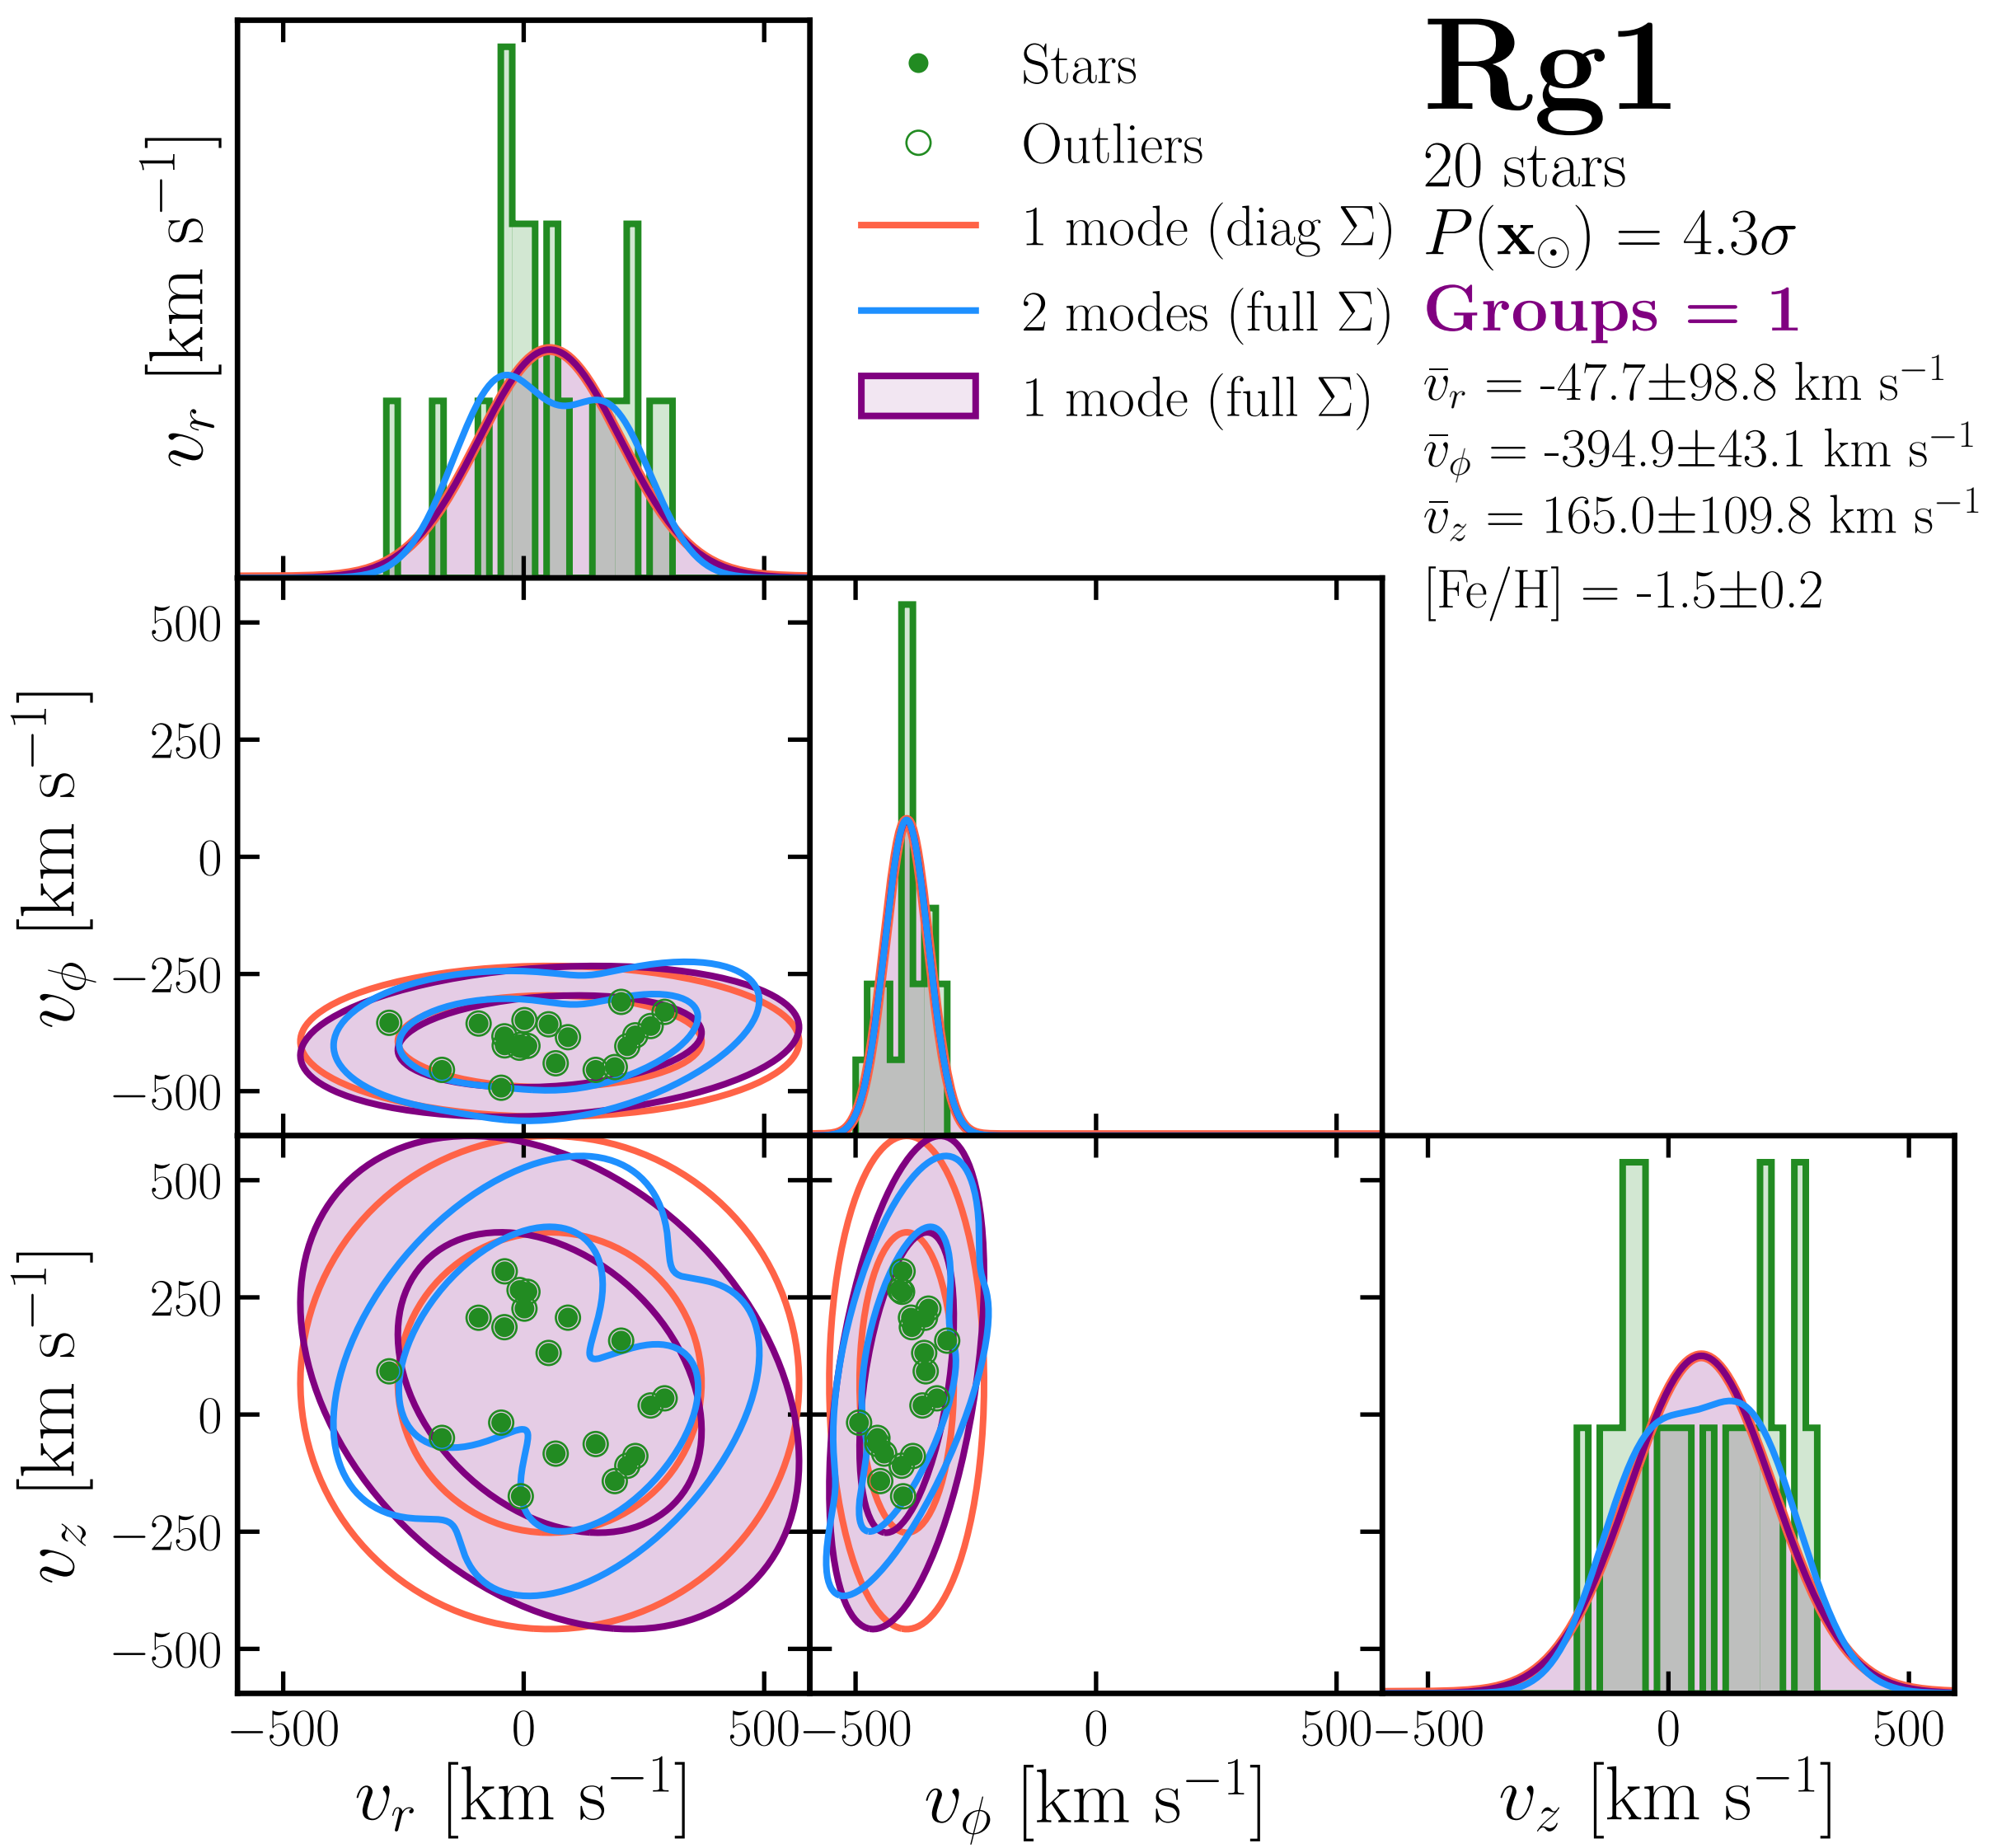 Rg1
20 stars
P(x⊙) = 4.3σ
Groups = 1
v̄r = -47.7±98.8 km s−1
v̄ϕ = -394.9±43.1 km s−1
v̄z = 165.0±109.8 km s−1
[Fe/H] = -1.5±0.2
Stars
Outliers
1 mode (diag Σ)
2 modes (full Σ)
1 mode (full Σ)
vr [km s−1]
500
250
0
−250
−500
vϕ [km s−1]
500
250
0
−250
−500
vz [km s−1]
−500 0 500 −500 0 500 −500 0 500
vr [km s−1]
vϕ [km s−1]
vz [km s−1]